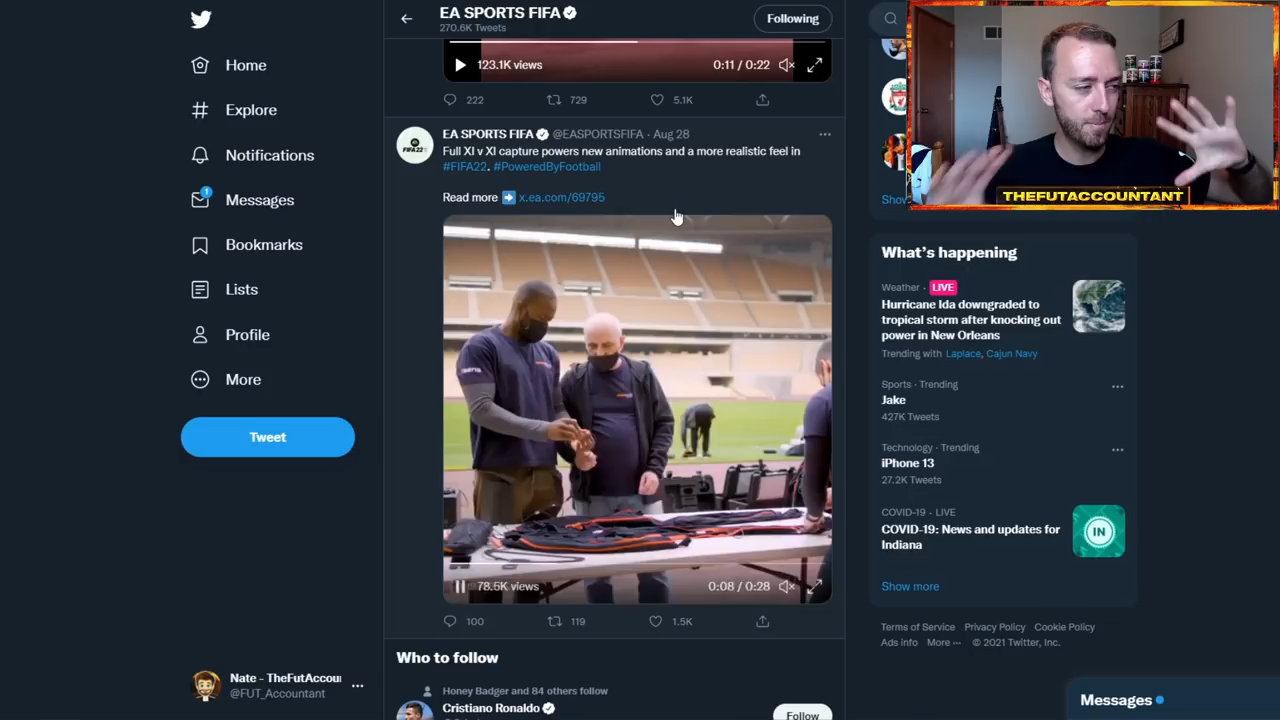 EA SPORTS FIFA
270.6K Tweets
Following
Home
Explore
Notifications
1
Messages
Bookmarks
Lists
Profile
More
Tweet
Nate - TheFutAccou
@FUT_Accountant
123.1K views
0:11 / 0:22
222
729
5.1K
EA SPORTS FIFA @EASPORTSFIFA · Aug 28
Full XI v XI capture powers new animations and a more realistic feel in
#FIFA22. #PoweredByFootball
Read more ➡ x.ea.com/69795
FIFA 22
78.5K views
0:08 / 0:28
100
119
1.5K
Who to follow
Honey Badger and 84 others follow
Cristiano Ronaldo
Follow
THEFUTACCOUNTANT
Show
What's happening
Weather · LIVE
Hurricane Ida downgraded to
tropical storm after knocking out
power in New Orleans
Trending with Laplace, Cajun Navy
Sports · Trending
Jake
427K Tweets
Technology · Trending
iPhone 13
27.2K Tweets
COVID-19 · LIVE
COVID-19: News and updates for
Indiana
IN
Show more
Terms of Service Privacy Policy Cookie Policy
Ads info More ··· © 2021 Twitter, Inc.
Messages